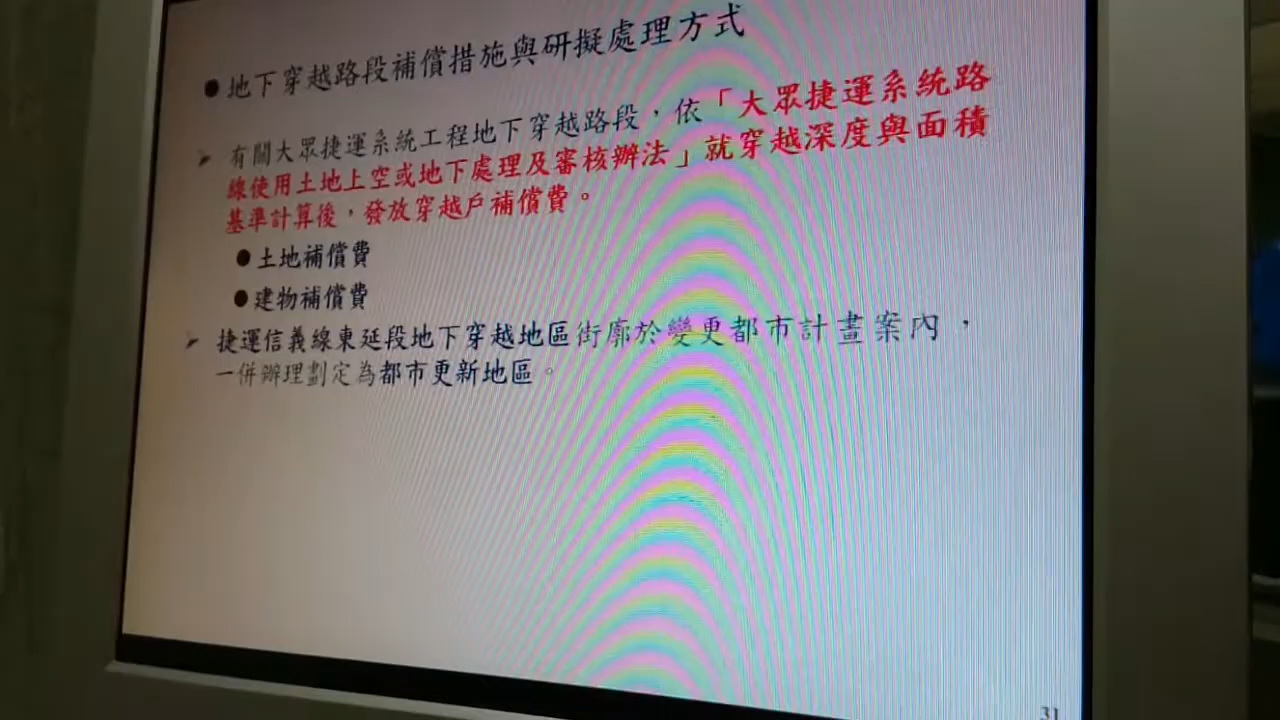 ●地下穿越路段補償措施與研擬處理方式
➢有關大眾捷運系統工程地下穿越路段，依「大眾捷運系統路
線使用土地上空或地下處理及審核辦法」就穿越深度與面積
基準計算後，發放穿越戶補償費。
●土地補償費
●建物補償費
➢捷運信義線東延段地下穿越地區街廓於變更都市計畫案內，
一併辦理劃定為都市更新地區。
31